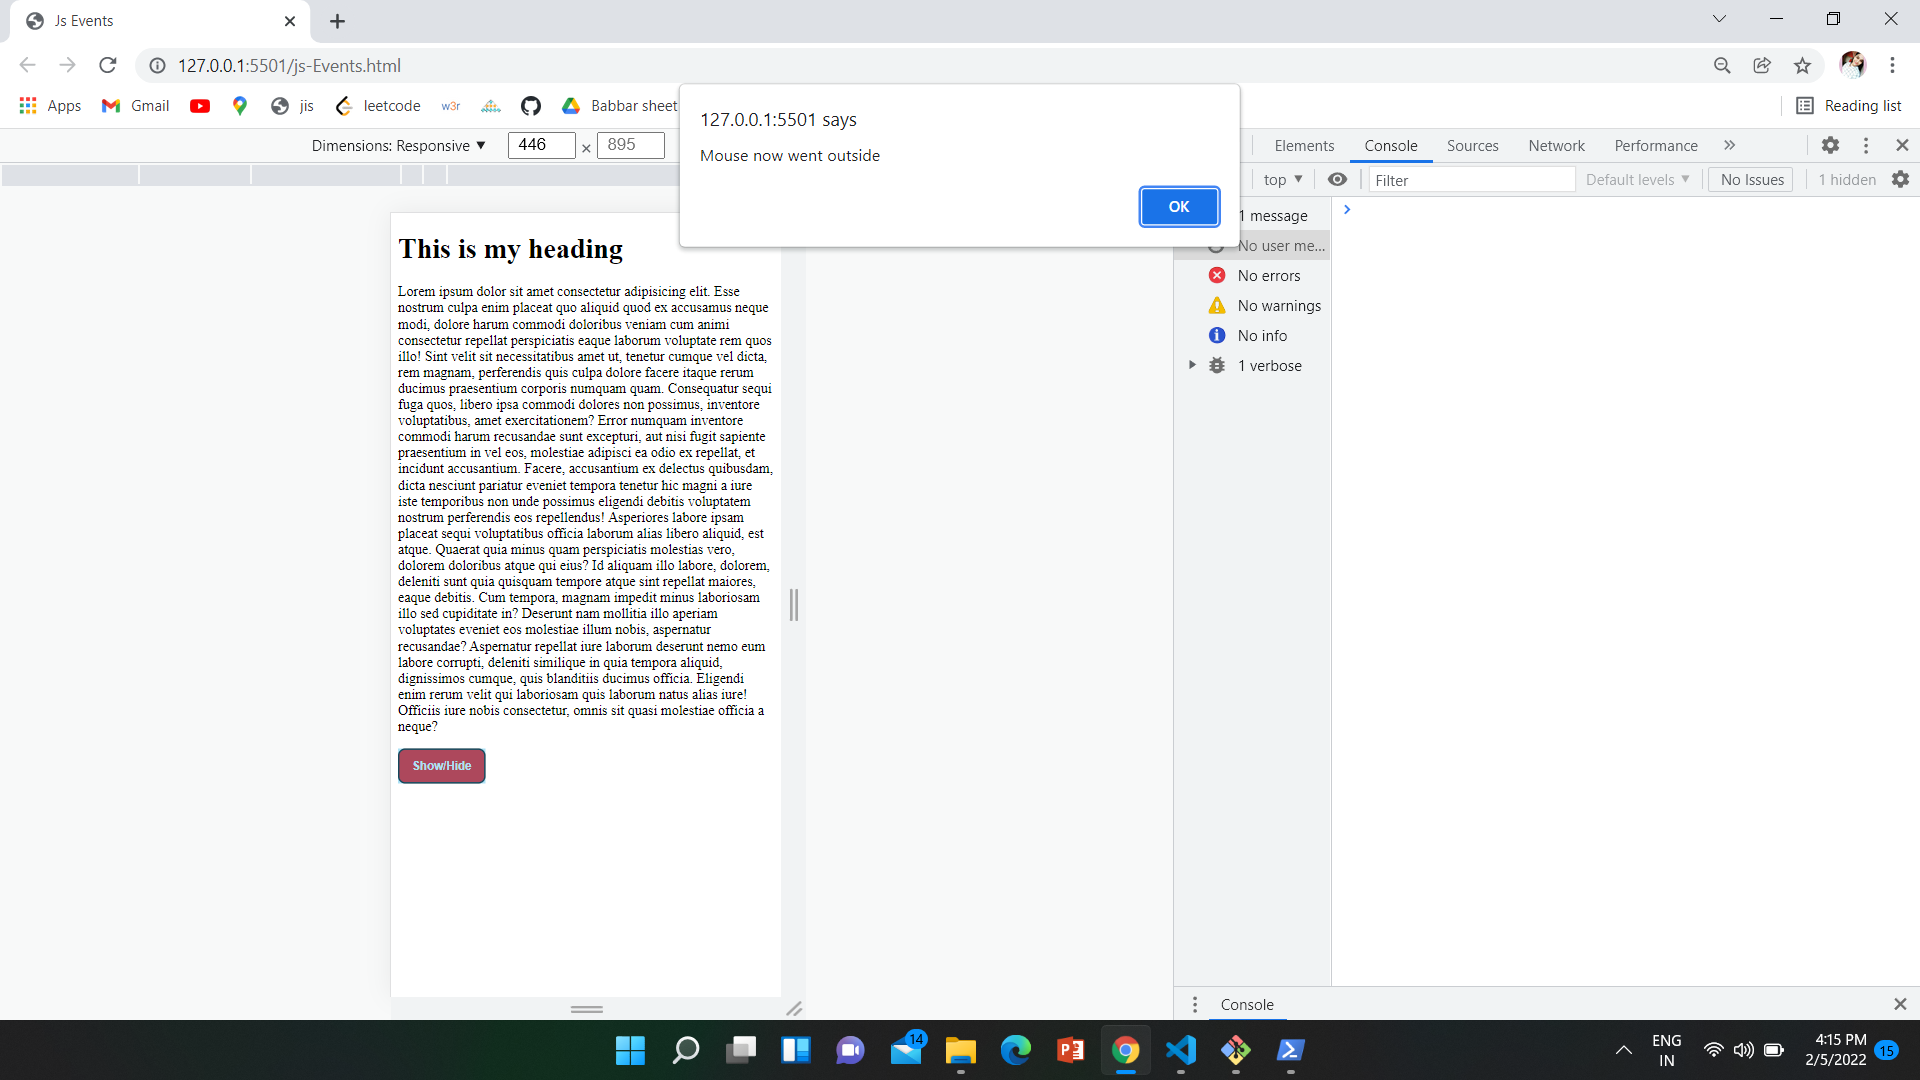 Js Events
127.0.0.1:5501/js-Events.html
Apps
Gmail
jis
leetcode
w3r
Babbar sheet
Reading list
127.0.0.1:5501 says
Mouse now went outside
OK
Dimensions: Responsive ▼
446 × 895
Elements
Console
Sources
Network
Performance
»
top ▼
Filter
Default levels ▼
No Issues
1 hidden
1 message
No user me...
No errors
No warnings
No info
1 verbose
This is my heading
Lorem ipsum dolor sit amet consectetur adipisicing elit. Esse
nostrum culpa enim placeat quo aliquid quod ex accusamus neque
modi, dolore harum commodi doloribus veniam cum animi
consectetur repellat perspiciatis eaque laborum voluptate rem quos
illo! Sint velit sit necessitatibus amet ut, tenetur cumque vel dicta,
rem magnam, perferendis quis culpa dolore facere itaque rerum
ducimus praesentium corporis numquam quam. Consequatur sequi
fuga quos, libero ipsa commodi dolores non possimus, inventore
voluptatibus, amet exercitationem? Error numquam inventore
commodi harum recusandae sunt excepturi, aut nisi fugit sapiente
praesentium in vel eos, molestiae adipisci ea odio ex repellat, et
incidunt accusantium. Facere, accusantium ex delectus quibusdam,
dicta nesciunt pariatur eveniet tempora tenetur hic magni a iure
iste temporibus non unde possimus eligendi debitis voluptatem
nostrum perferendis eos repellendus! Asperiores labore ipsam
placeat sequi voluptatibus officia laborum alias libero aliquid, est
atque. Quaerat quia minus quam perspiciatis molestias vero,
dolorem doloribus atque qui eius? Id aliquam illo labore, dolorem,
deleniti sunt quia quisquam tempore atque sint repellat maiores,
eaque debitis. Cum tempora, magnam impedit minus laboriosam
illo sed cupiditate in? Deserunt nam mollitia illo aperiam
voluptates eveniet eos molestiae illum nobis, aspernatur
recusandae? Aspernatur repellat iure laborum deserunt nemo eum
labore corrupti, deleniti similique in quia tempora aliquid,
dignissimos cumque, quis blanditiis ducimus officia. Eligendi
enim rerum velit qui laboriosam quis laborum natus alias iure!
Officiis iure nobis consectetur, omnis sit quasi molestiae officia a
neque?
Show/Hide
Console
14
ENG
IN
4:15 PM
2/5/2022
15